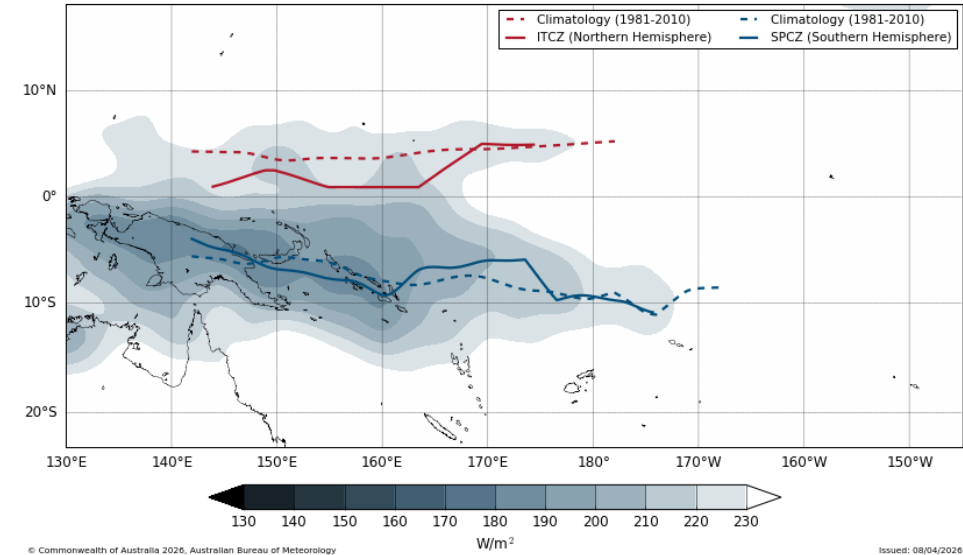 Climatology (1981-2010) Climatology (1981-2010)
ITCZ (Northern Hemisphere) SPCZ (Southern Hemisphere)
10°N
0°
10°S
20°S
130°E 140°E 150°E 160°E 170°E 180° 170°W 160°W 150°W
130 140 150 160 170 180 190 200 210 220 230
W/m²
© Commonwealth of Australia 2026, Australian Bureau of Meteorology Issued: 08/04/2026